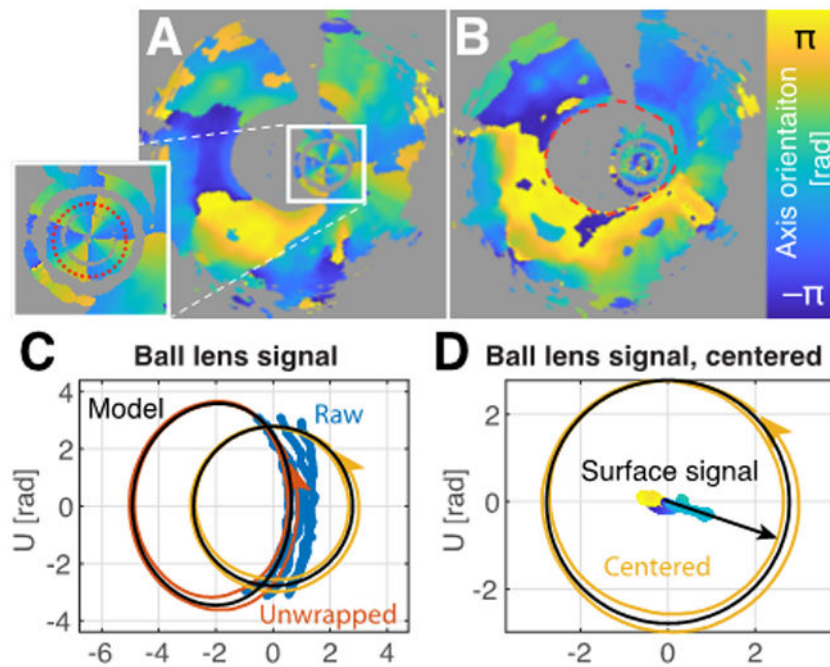 A
B
π
Axis orientaiton
[rad]
−π
C
Ball lens signal
Model
Raw
Unwrapped
U [rad]
4
2
0
-2
-4
-6
-4
-2
0
2
4
D
Ball lens signal, centered
Surface signal
Centered
U [rad]
2
0
-2
-2
0
2